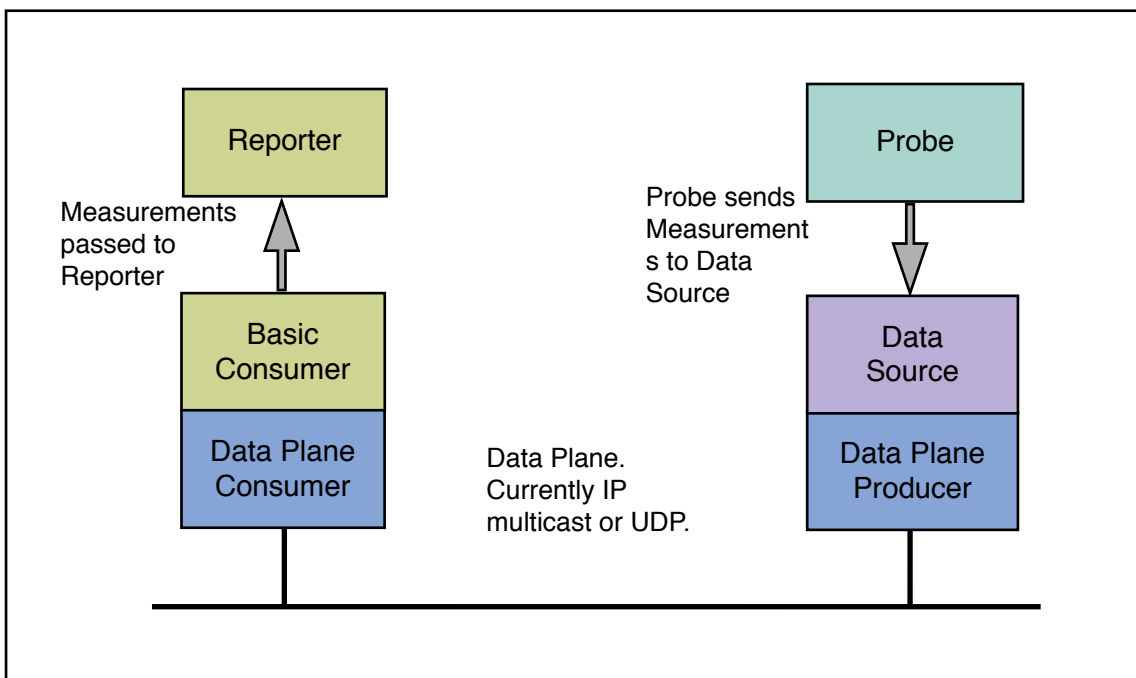 Reporter
Measurements
passed to
Reporter
Basic
Consumer
Data Plane
Consumer
Data Plane.
Currently IP
multicast or UDP.
Probe
Probe sends
Measurement
s to Data
Source
Data
Source
Data Plane
Producer